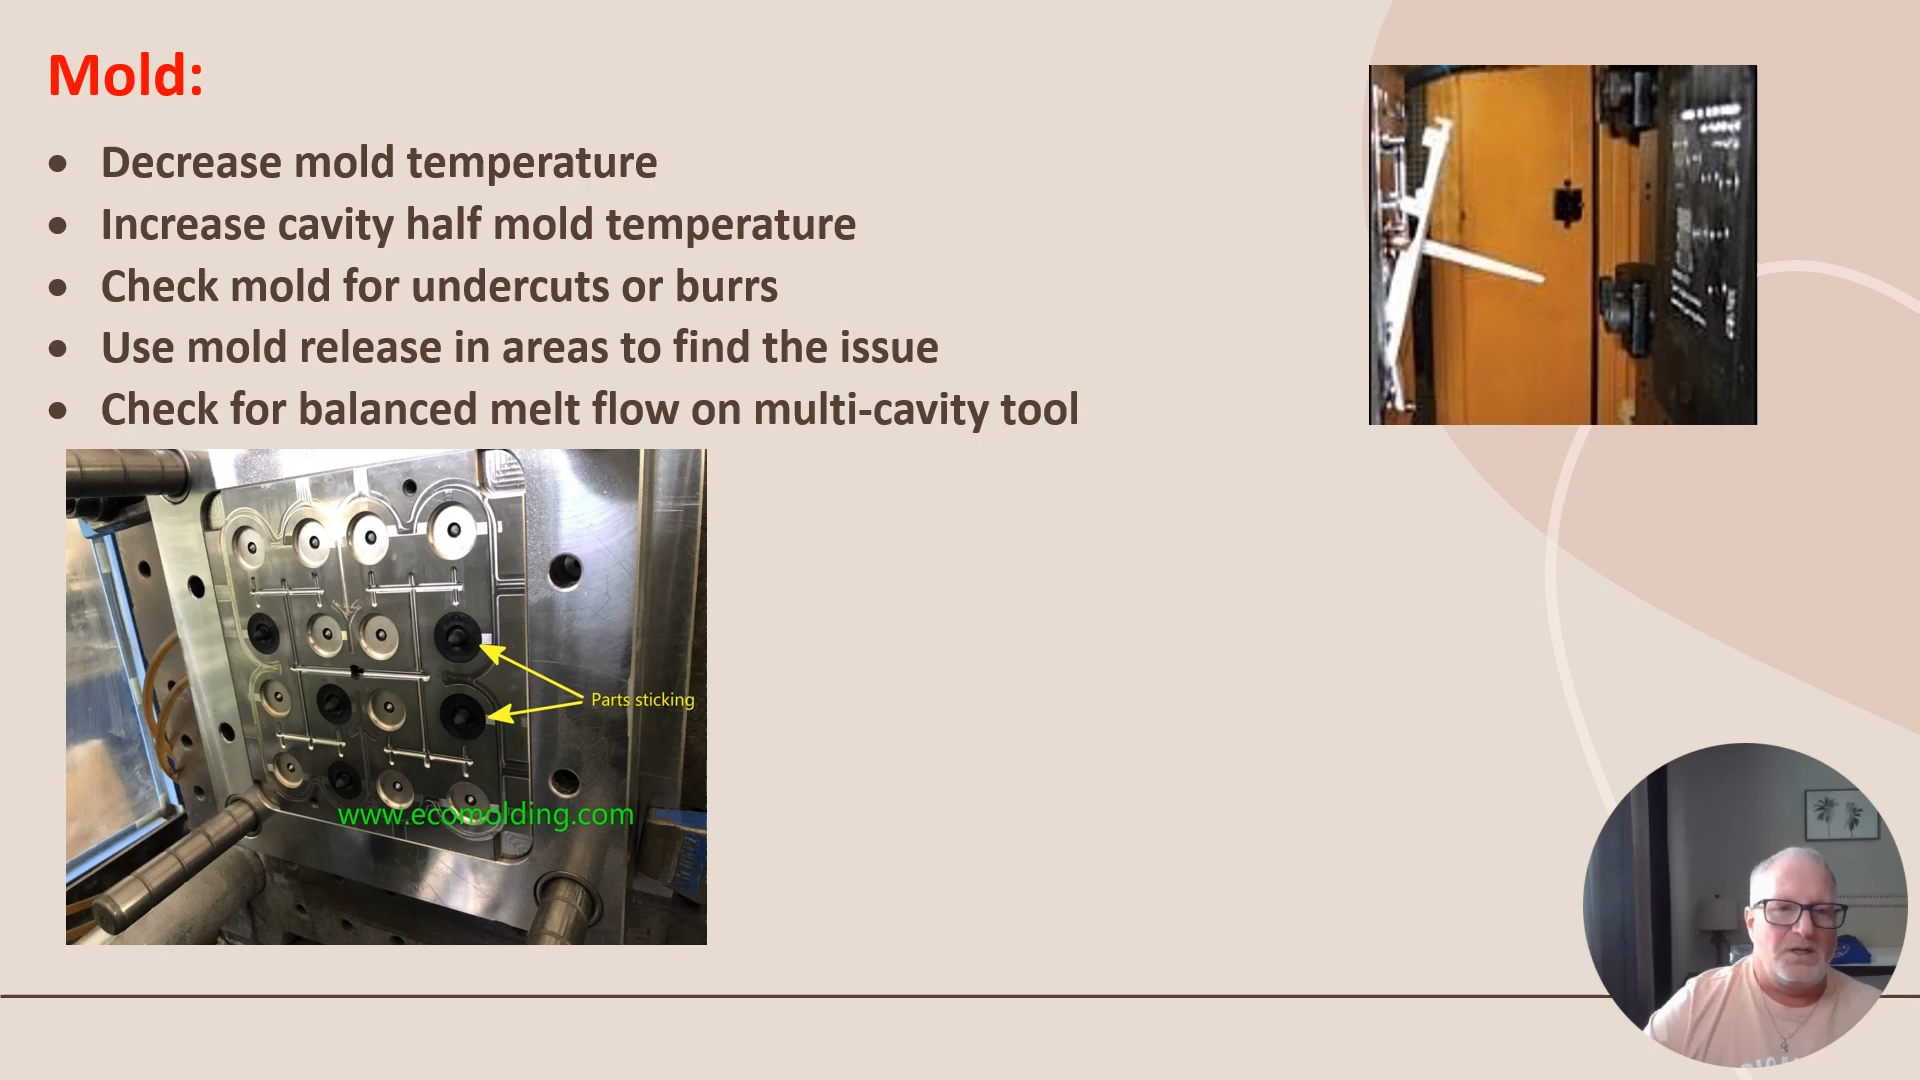 Mold:
• Decrease mold temperature
• Increase cavity half mold temperature
• Check mold for undercuts or burrs
• Use mold release in areas to find the issue
• Check for balanced melt flow on multi-cavity tool
Parts sticking
www.ecomolding.com